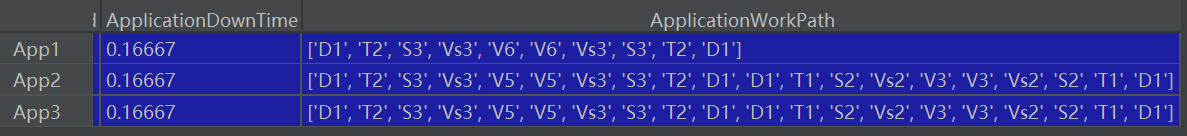 ApplicationDownTime ApplicationWorkPath
App1 0.16667 ['D1', 'T2', 'S3', 'Vs3', 'V6', 'V6', 'Vs3', 'S3', 'T2', 'D1']
App2 0.16667 ['D1', 'T2', 'S3', 'Vs3', 'V5', 'V5', 'Vs3', 'S3', 'T2', 'D1', 'D1', 'T1', 'S2', 'Vs2', 'V3', 'V3', 'Vs2', 'S2', 'T1', 'D1']
App3 0.16667 ['D1', 'T2', 'S3', 'Vs3', 'V5', 'V5', 'Vs3', 'S3', 'T2', 'D1', 'D1', 'T1', 'S2', 'Vs2', 'V3', 'V3', 'Vs2', 'S2', 'T1', 'D1']